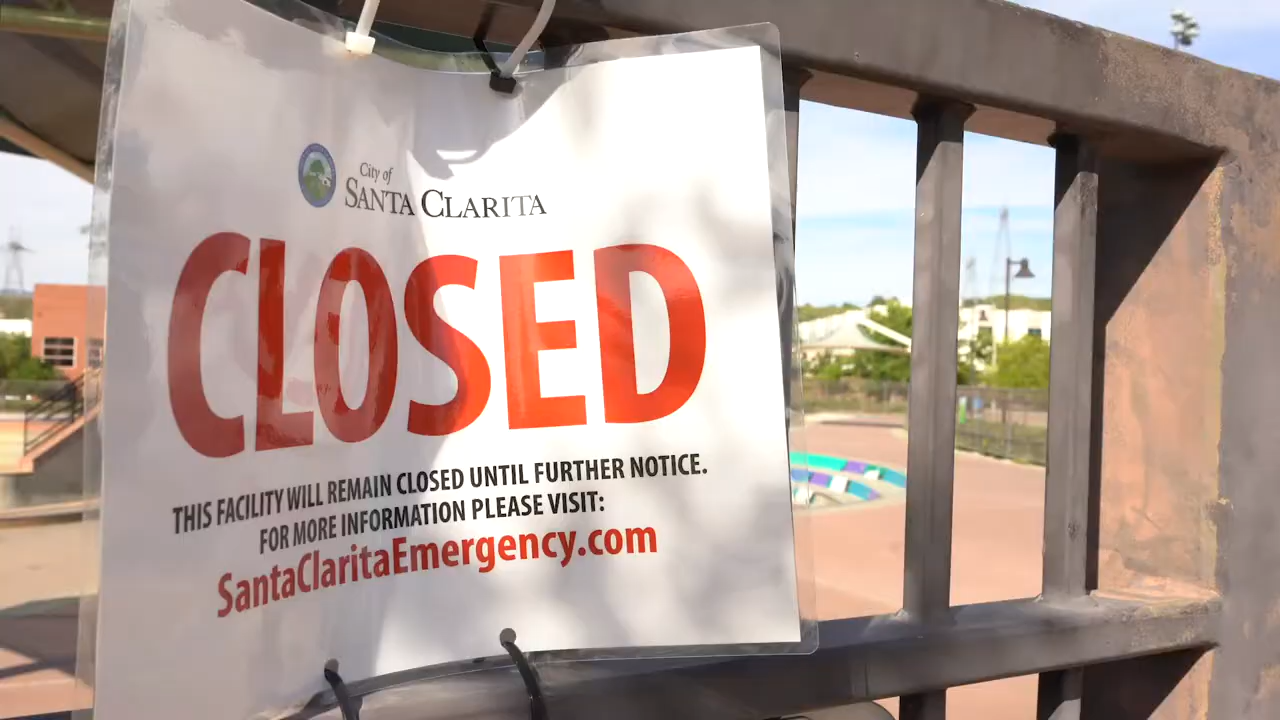 City of
SANTA CLARITA
CLOSED
THIS FACILITY WILL REMAIN CLOSED UNTIL FURTHER NOTICE.
FOR MORE INFORMATION PLEASE VISIT:
SantaClaritaEmergency.com